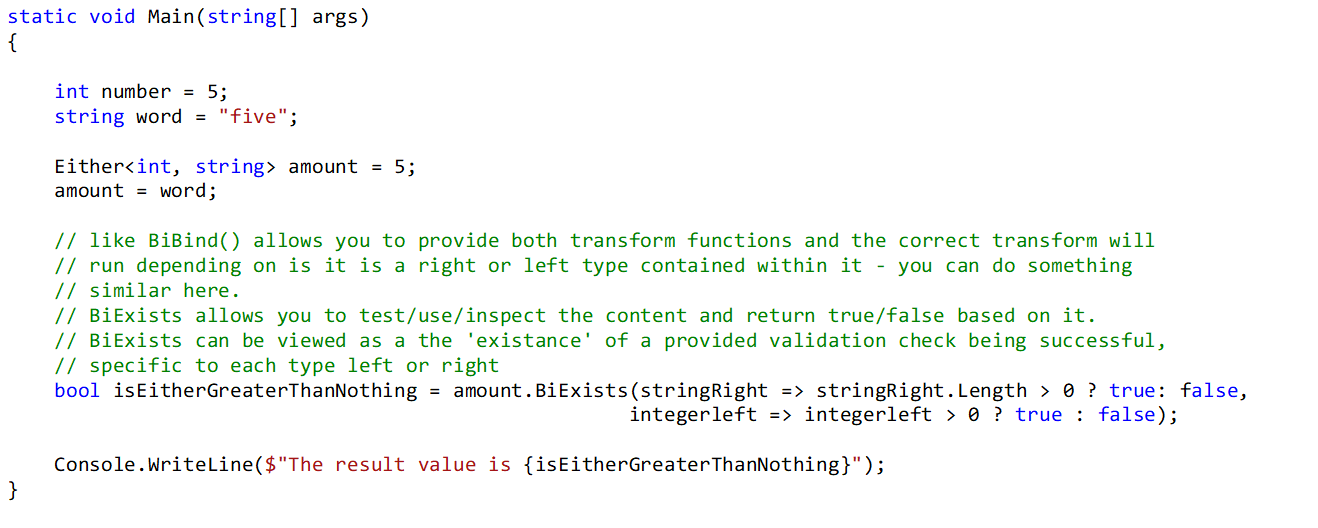 static void Main(string[] args)
{
int number = 5;
string word = "five";
Either<int, string> amount = 5;
amount = word;
// like BiBind() allows you to provide both transform functions and the correct transform will
// run depending on is it is a right or left type contained within it - you can do something
// similar here.
// BiExists allows you to test/use/inspect the content and return true/false based on it.
// BiExists can be viewed as a the 'existance' of a provided validation check being successful,
// specific to each type left or right
bool isEitherGreaterThanNothing = amount.BiExists(stringRight => stringRight.Length > 0 ? true: false,
integerleft => integerleft > 0 ? true : false);
Console.WriteLine($"The result value is {isEitherGreaterThanNothing}");
}